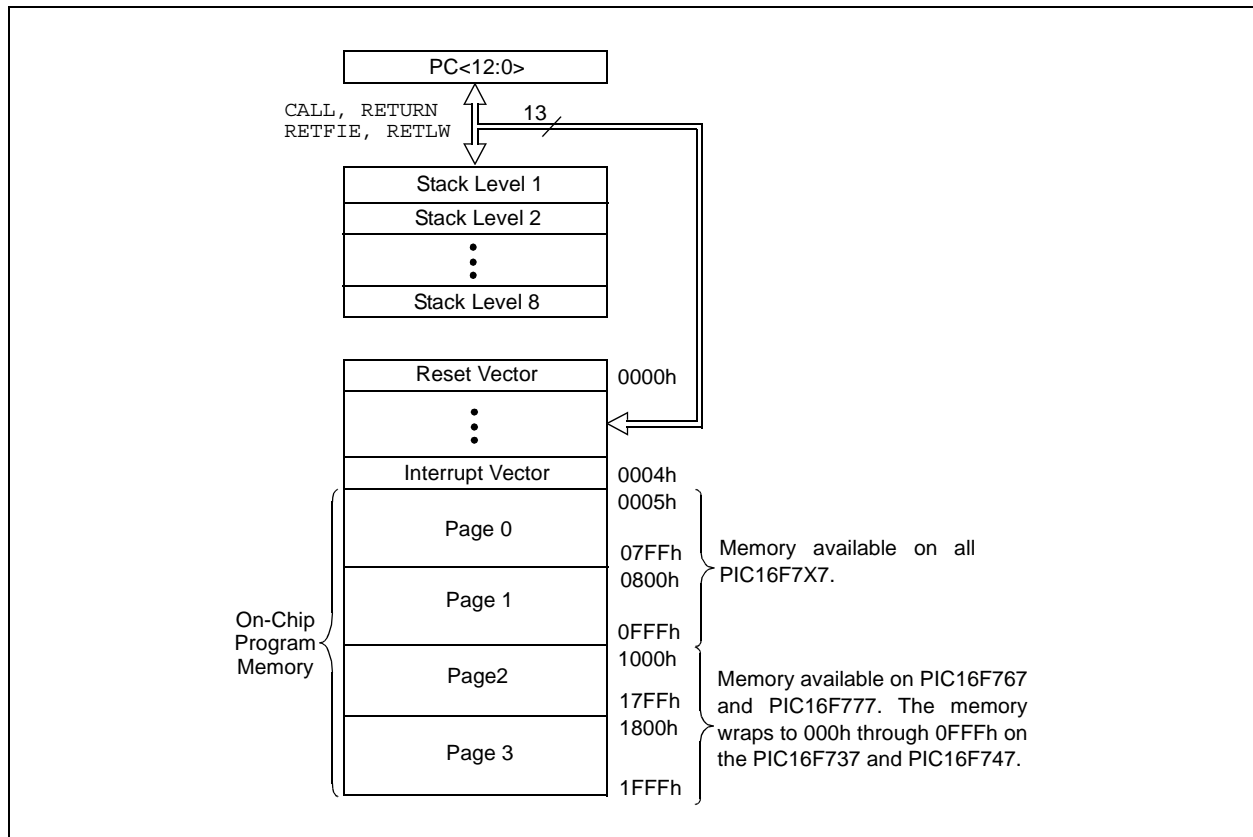 PC<12:0>
CALL, RETURN
RETFIE, RETLW
13
Stack Level 1
Stack Level 2
Stack Level 8
Reset Vector
0000h
Interrupt Vector
0004h
0005h
Page 0
07FFh
0800h
Page 1
0FFFh
1000h
Page2
17FFh
1800h
Page 3
1FFFh
On-Chip
Program
Memory
Memory available on all
PIC16F7X7.
Memory available on PIC16F767
and PIC16F777. The memory
wraps to 000h through 0FFFh on
the PIC16F737 and PIC16F747.